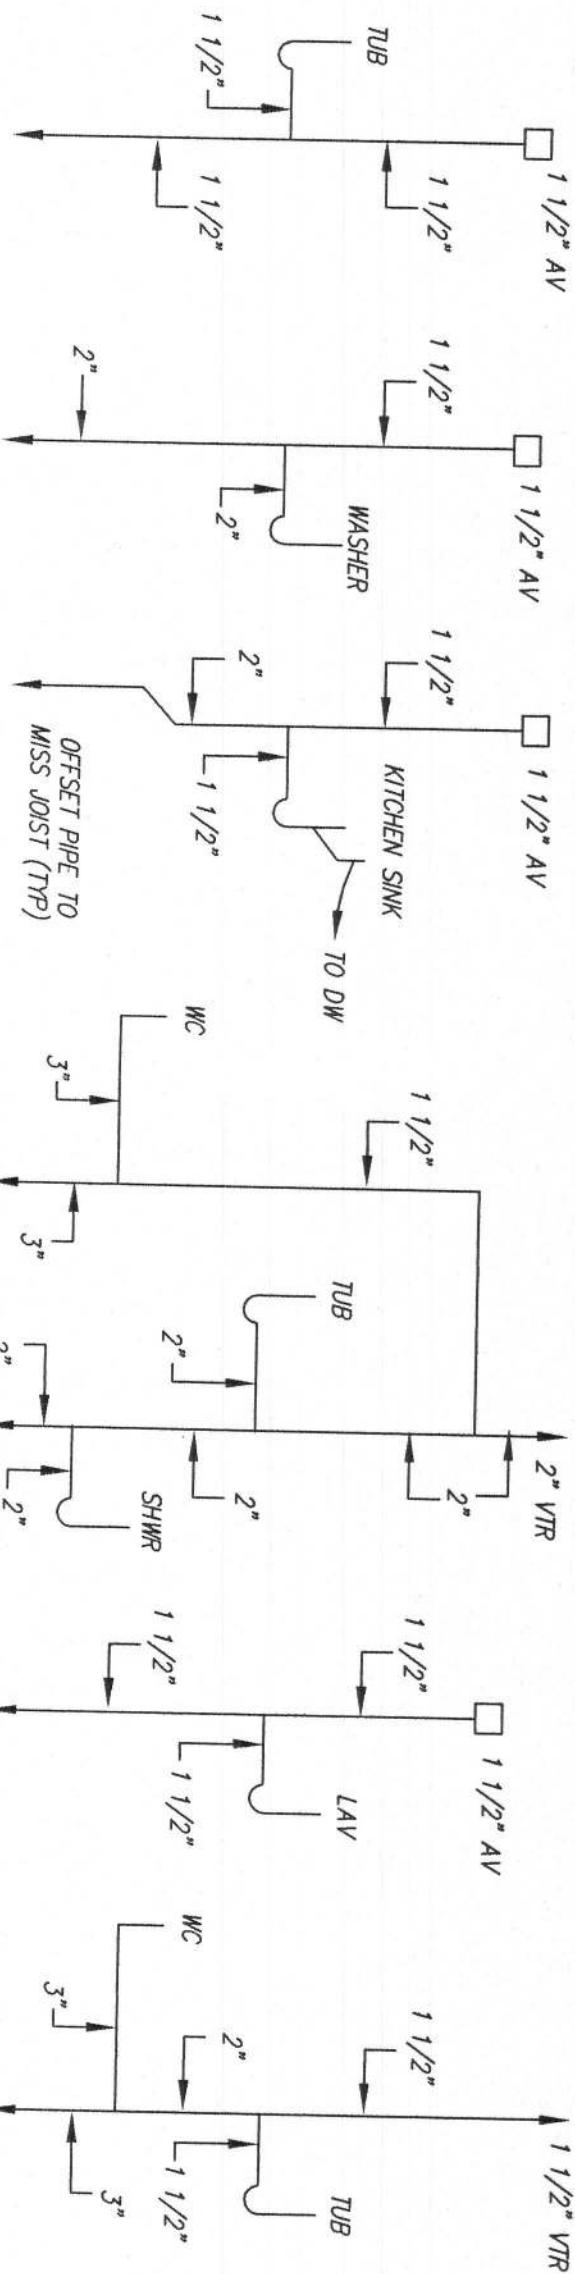 TUB
1 1/2"
1 1/2"
1 1/2"
1 1/2" AV
2"
1 1/2"
2"
WASHER
1 1/2" AV
1 1/2"
2"
1 1/2"
KITCHEN SINK
1 1/2" AV
TO DW
OFFSET PIPE TO
MISS JOIST (TYP)
WC
3"
3"
1 1/2"
TUB
2"
2"
2"
2"
2"
SHWR
2" VTR
1 1/2"
1 1/2"
1 1/2"
LAV
1 1/2" AV
WC
3"
3"
2"
1 1/2"
1 1/2"
TUB
1 1/2" VTR